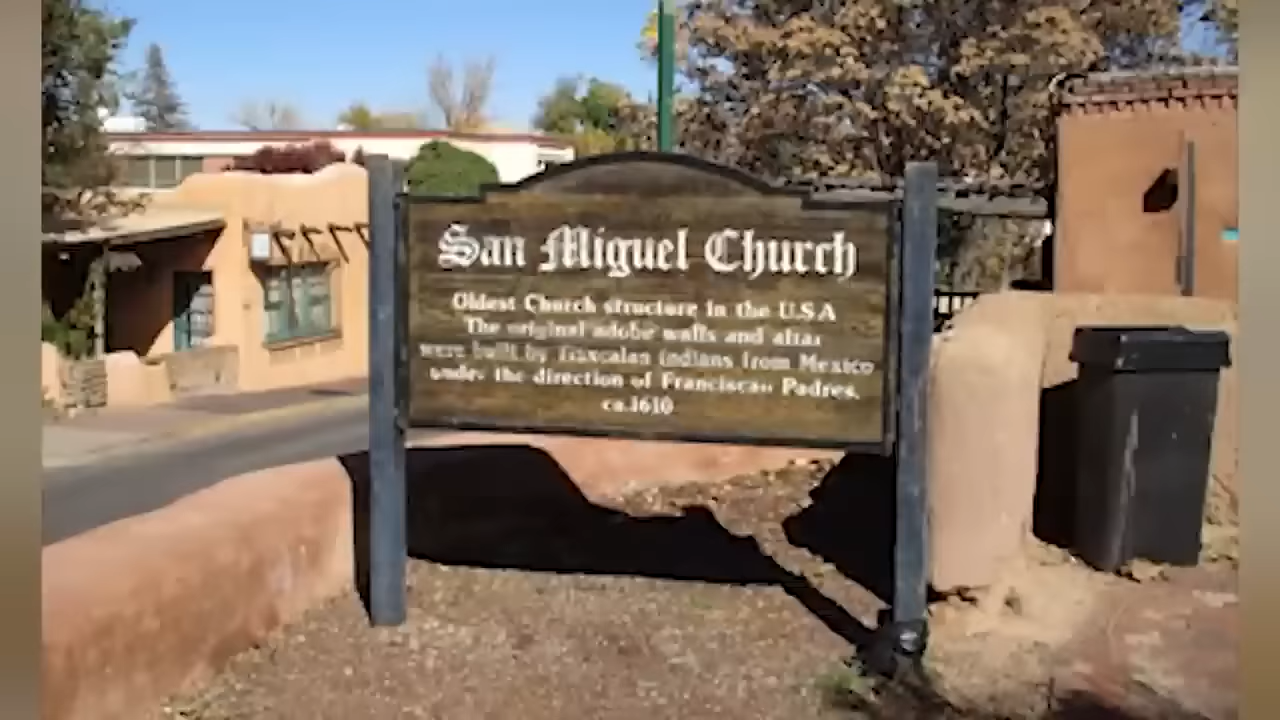 San Miguel Church
Oldest Church structure in the U.S.A
The original adobe walls and altar
were built by Tlaxcalan Indians from Mexico
under the direction of Franciscan Padres.
ca.1610